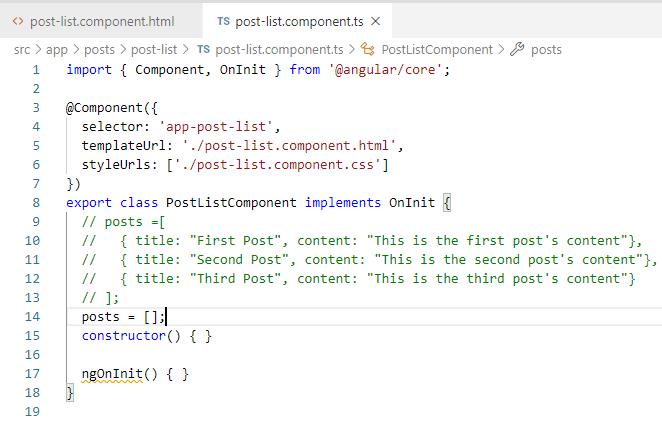 <> post-list.component.html TS post-list.component.ts ×
src > app > posts > post-list > TS post-list.component.ts > PostListComponent > posts
1 import { Component, OnInit } from '@angular/core';
2
3 @Component({
4   selector: 'app-post-list',
5   templateUrl: './post-list.component.html',
6   styleUrls: ['./post-list.component.css']
7 })
8 export class PostListComponent implements OnInit {
9   // posts =[
10   //   { title: "First Post", content: "This is the first post's content"},
11   //   { title: "Second Post", content: "This is the second post's content"},
12   //   { title: "Third Post", content: "This is the third post's content"}
13   // ];
14   posts = [];
15   constructor() { }
16
17   ngOnInit() { }
18 }
19